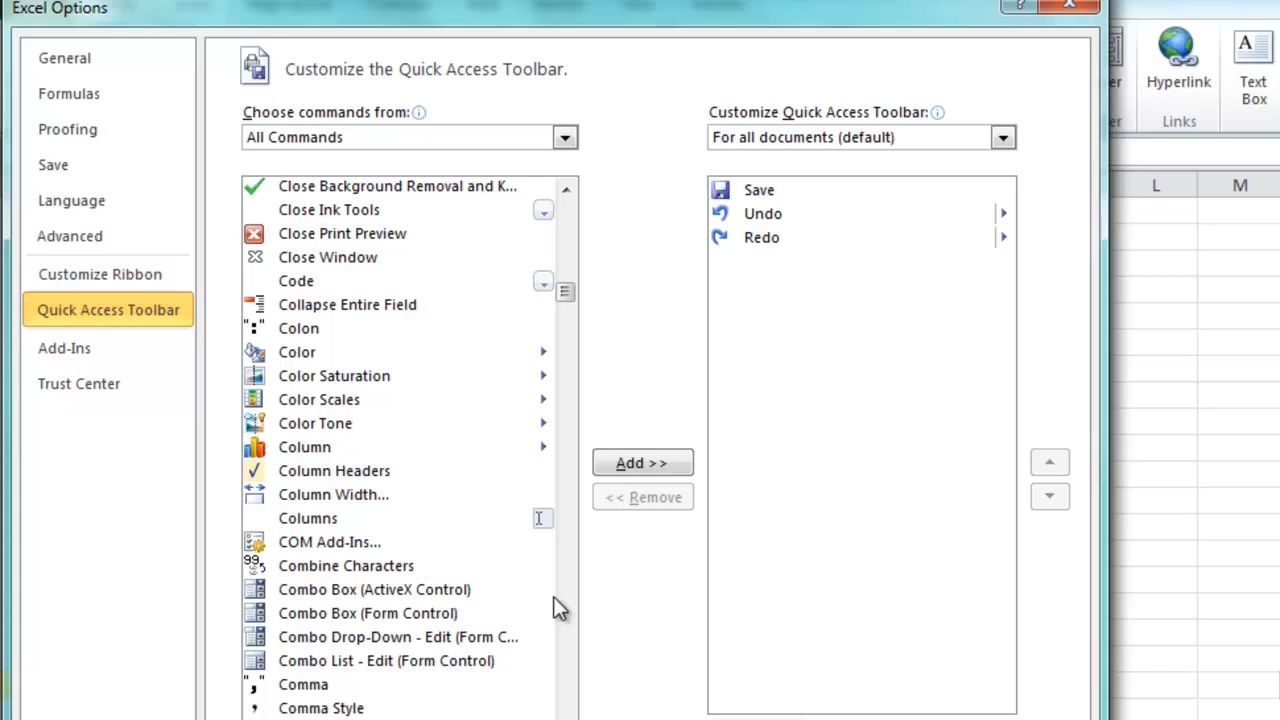 Excel Options
General
Formulas
Proofing
Save
Language
Advanced
Customize Ribbon
Quick Access Toolbar
Add-Ins
Trust Center
Customize the Quick Access Toolbar.
Choose commands from:
All Commands
Close Background Removal and K...
Close Ink Tools
Close Print Preview
Close Window
Code
Collapse Entire Field
Colon
Color
Color Saturation
Color Scales
Color Tone
Column
Column Headers
Column Width...
Columns
COM Add-Ins...
Combine Characters
Combo Box (ActiveX Control)
Combo Box (Form Control)
Combo Drop-Down - Edit (Form C...
Combo List - Edit (Form Control)
Comma
Comma Style
Add >>
<< Remove
Customize Quick Access Toolbar:
For all documents (default)
Save
Undo
Redo
Hyperlink
Links
Text
Box
L
M